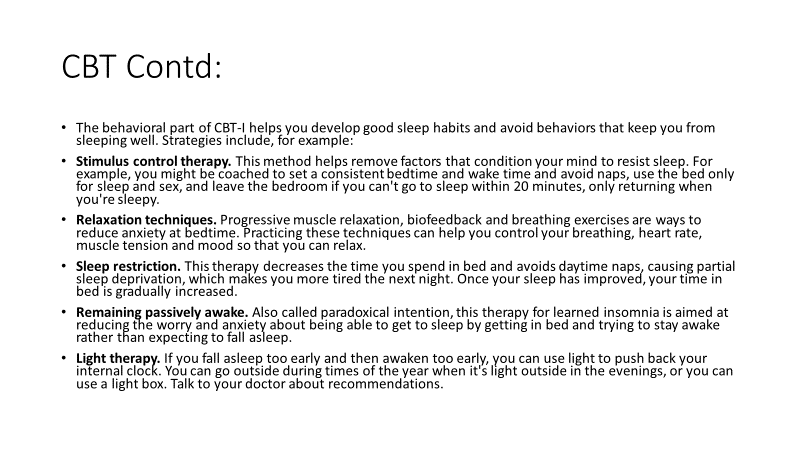 CBT Contd:
• The behavioral part of CBT-I helps you develop good sleep habits and avoid behaviors that keep you from
sleeping well. Strategies include, for example:
• Stimulus control therapy. This method helps remove factors that condition your mind to resist sleep. For
example, you might be coached to set a consistent bedtime and wake time and avoid naps, use the bed only
for sleep and sex, and leave the bedroom if you can't go to sleep within 20 minutes, only returning when
you're sleepy.
• Relaxation techniques. Progressive muscle relaxation, biofeedback and breathing exercises are ways to
reduce anxiety at bedtime. Practicing these techniques can help you control your breathing, heart rate,
muscle tension and mood so that you can relax.
• Sleep restriction. This therapy decreases the time you spend in bed and avoids daytime naps, causing partial
sleep deprivation, which makes you more tired the next night. Once your sleep has improved, your time in
bed is gradually increased.
• Remaining passively awake. Also called paradoxical intention, this therapy for learned insomnia is aimed at
reducing the worry and anxiety about being able to get to sleep by getting in bed and trying to stay awake
rather than expecting to fall asleep.
• Light therapy. If you fall asleep too early and then awaken too early, you can use light to push back your
internal clock. You can go outside during times of the year when it's light outside in the evenings, or you can
use a light box. Talk to your doctor about recommendations.